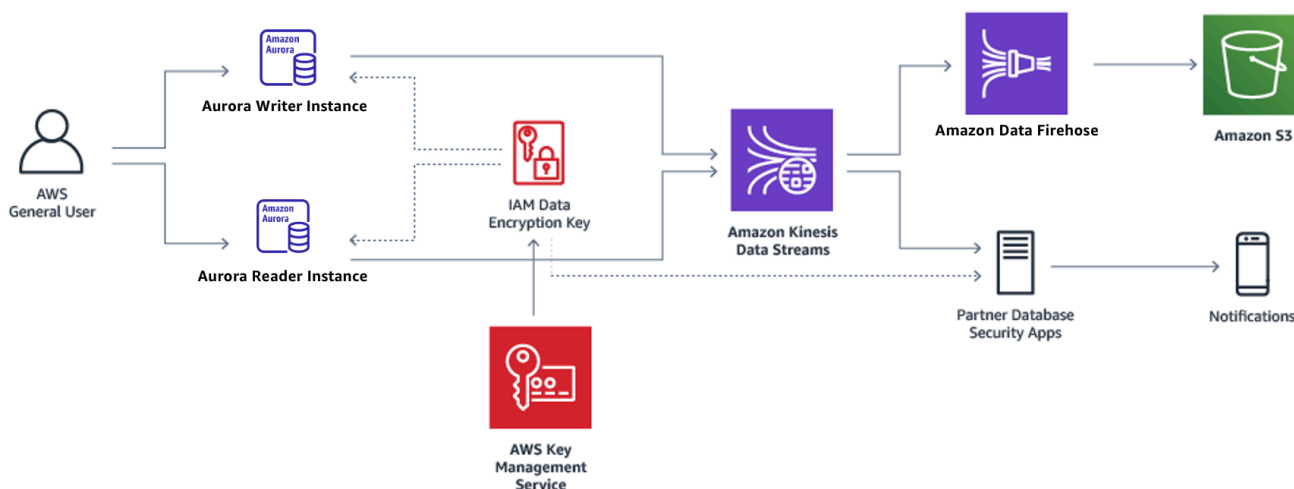 Amazon
Aurora
Aurora Writer Instance
AWS
General User
Amazon
Aurora
Aurora Reader Instance
IAM Data
Encryption Key
AWS Key
Management
Service
Amazon Kinesis
Data Streams
Amazon Data Firehose
Amazon S3
Partner Database
Security Apps
Notifications